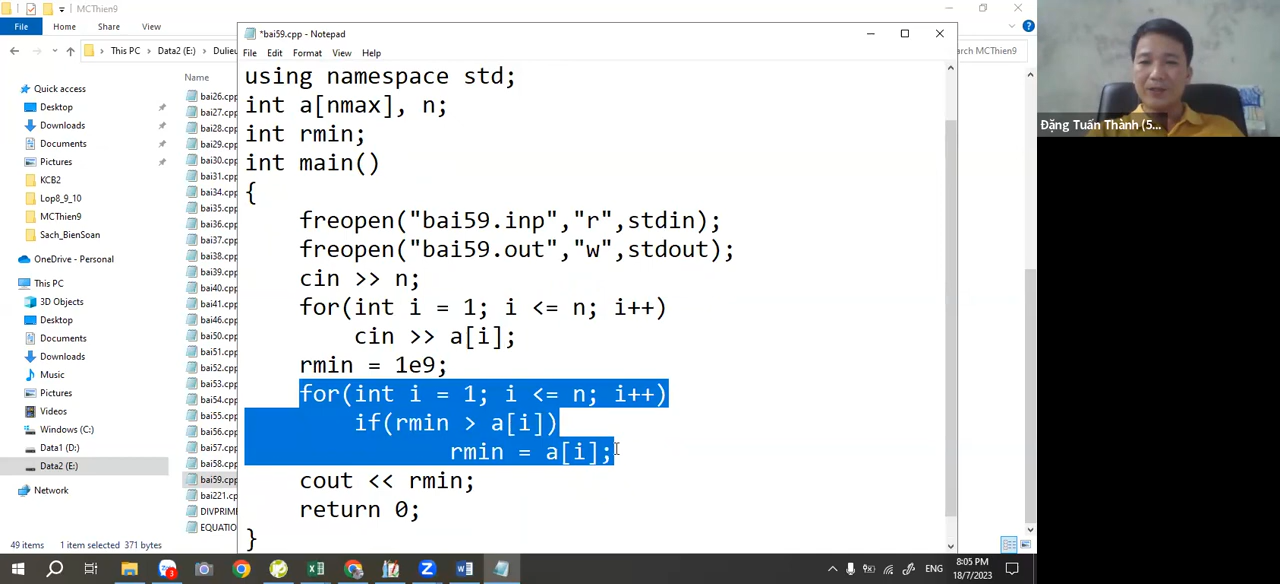 MCThien9
File
Home
Share
View
This PC
Data2 (E:)
Dulieu
arch MCThien9
Name
Quick access
Desktop
Downloads
Documents
Pictures
KCB2
Lop8_9_10
MCThien9
Sach_BienSoan
OneDrive - Personal
This PC
3D Objects
Desktop
Documents
Downloads
Music
Pictures
Videos
Windows (C:)
Data1 (D:)
Data2 (E:)
Network
bai26.cpp
bai27.cpp
bai28.cpp
bai29.cpp
bai30.cpp
bai31.cpp
bai34.cpp
bai35.cpp
bai36.cpp
bai37.cpp
bai38.cpp
bai39.cpp
bai40.cpp
bai41.cpp
bai46.cpp
bai50.cpp
bai51.cpp
bai52.cpp
bai53.cpp
bai54.cpp
bai55.cpp
bai56.cpp
bai57.cpp
bai58.cpp
bai59.cpp
bai221.cpp
DIVPRIME
EQUATION
49 items
1 item selected 371 bytes
*bai59.cpp - Notepad
File Edit Format View Help
using namespace std;
int a[nmax], n;
int rmin;
int main()
{
freopen("bai59.inp","r",stdin);
freopen("bai59.out","w",stdout);
cin >> n;
for(int i = 1; i <= n; i++)
cin >> a[i];
rmin = 1e9;
for(int i = 1; i <= n; i++)
if(rmin > a[i])
rmin = a[i];
cout << rmin;
return 0;
}
Đặng Tuấn Thành (5...
3
ENG
8:05 PM
18/7/2023